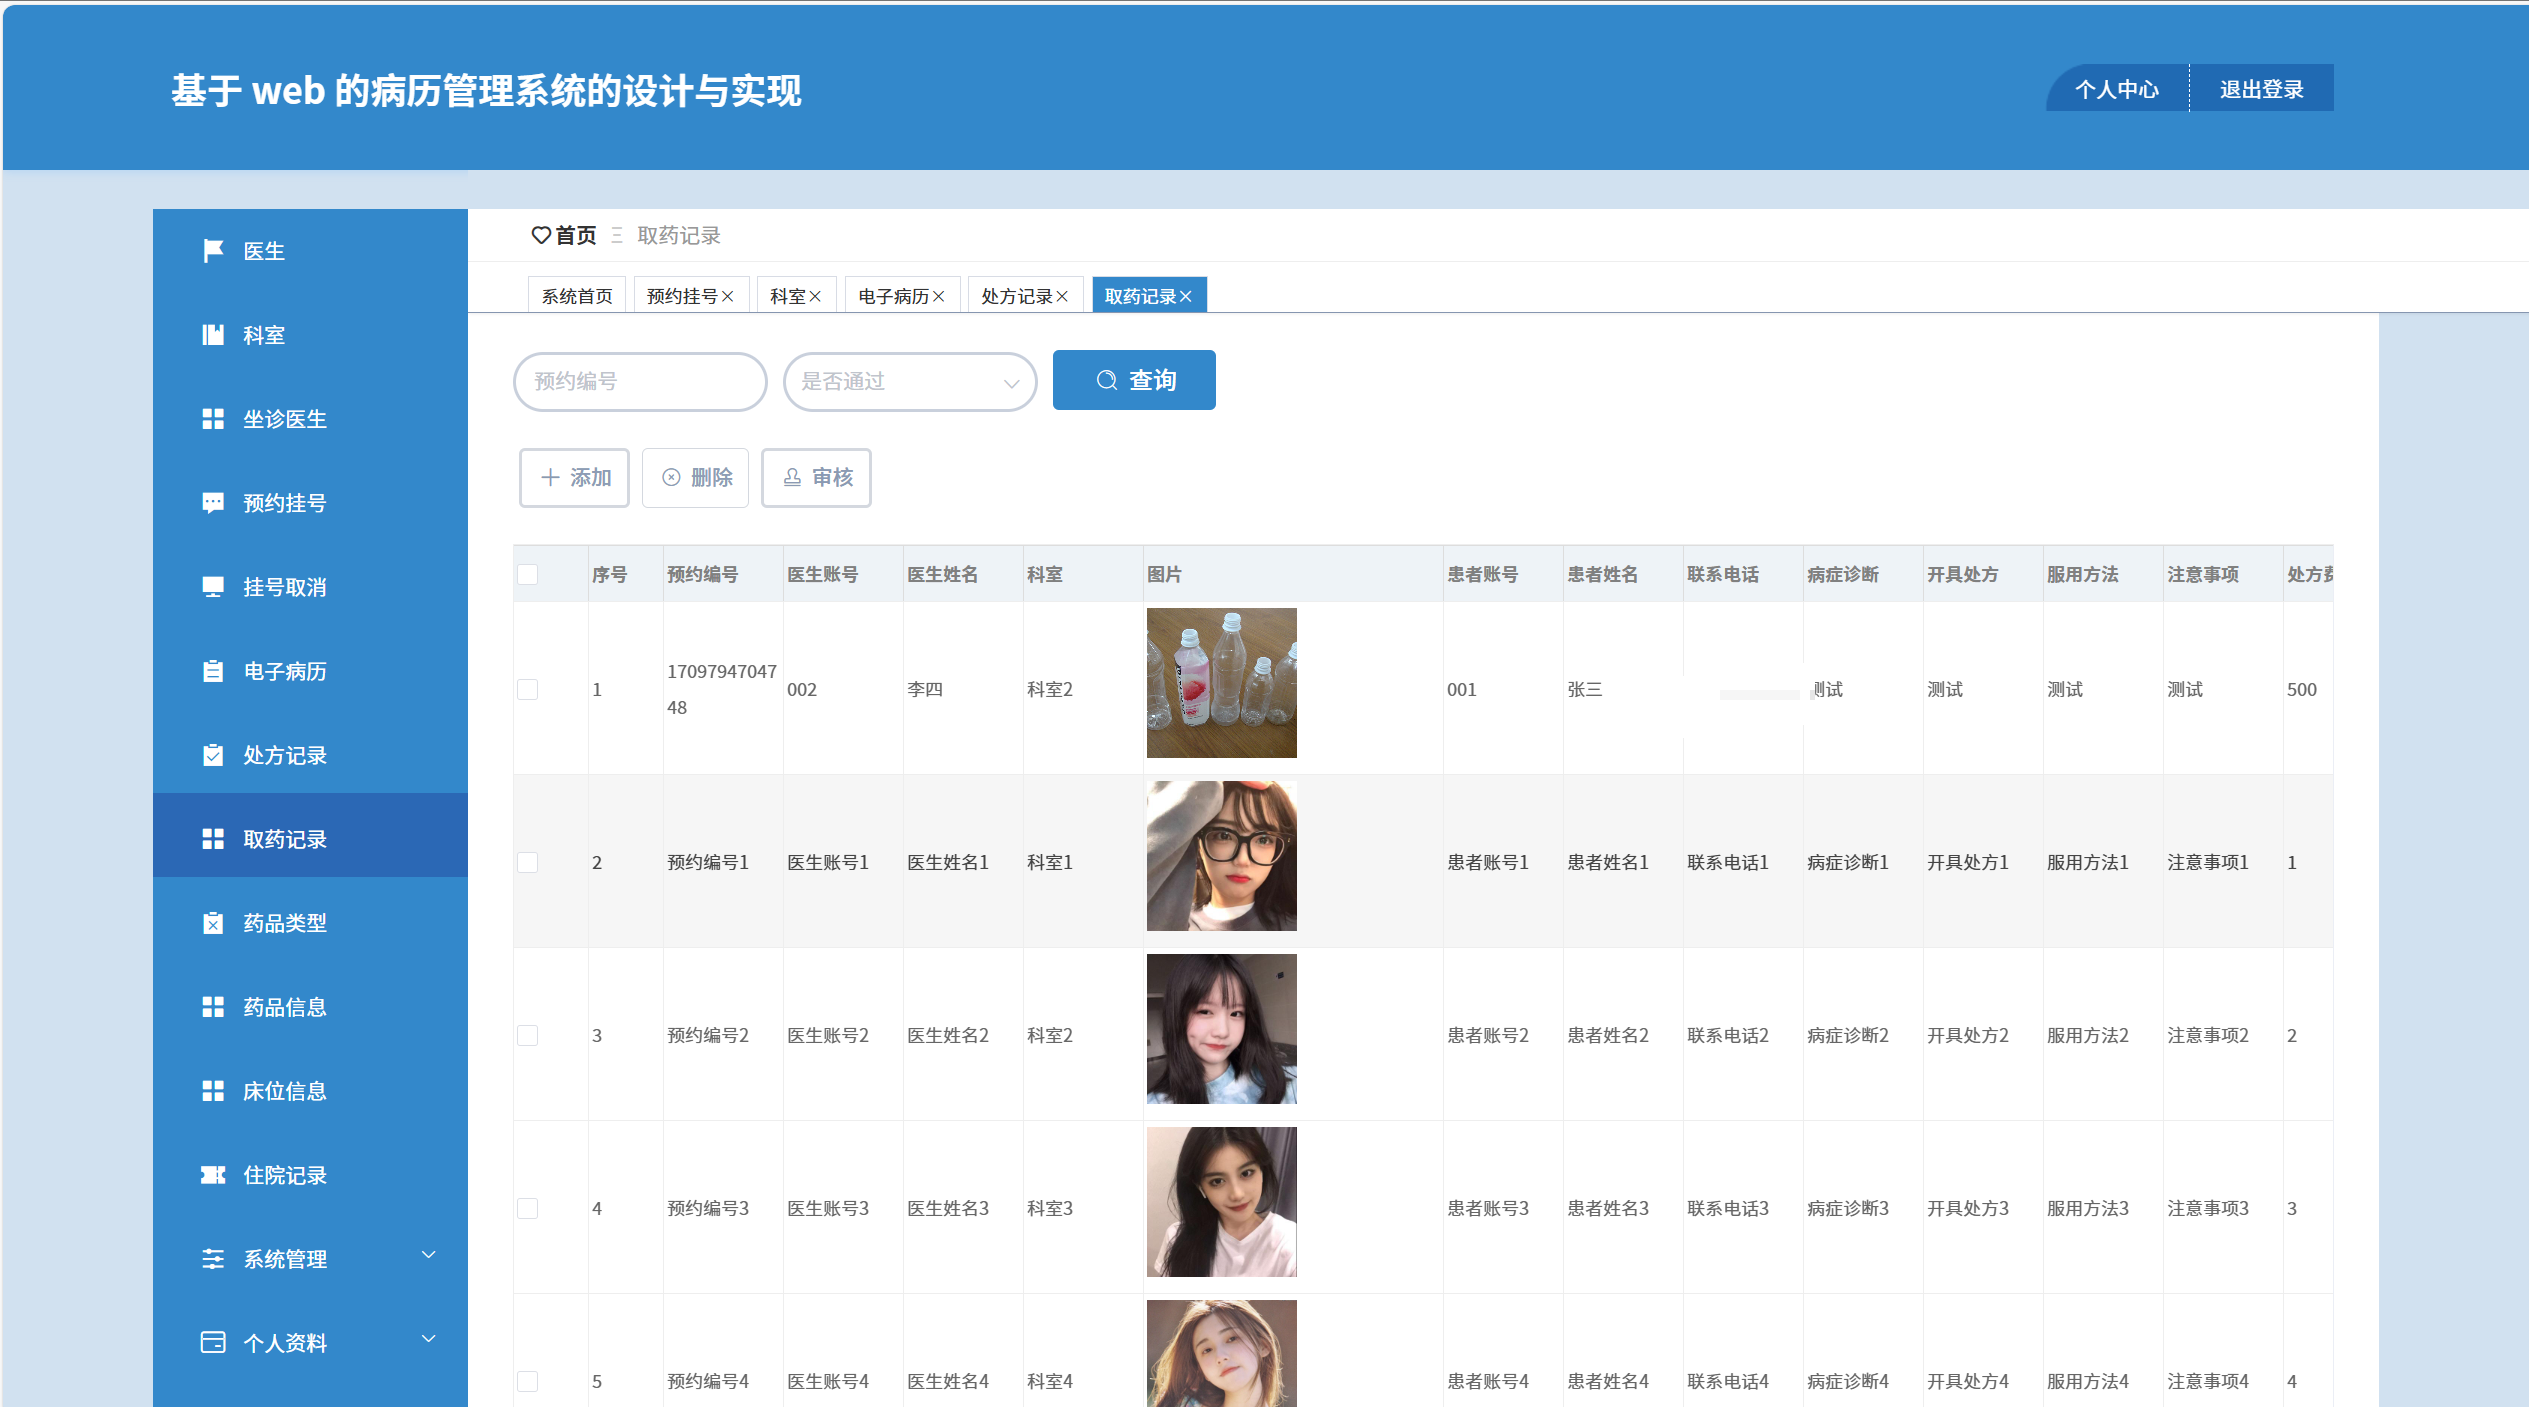 基于 web 的病历管理系统的设计与实现
个人中心 退出登录
医生
科室
坐诊医生
预约挂号
挂号取消
电子病历
处方记录
取药记录
药品类型
药品信息
床位信息
住院记录
系统管理
个人资料
首页 取药记录
系统首页 预约挂号 科室 电子病历 处方记录 取药记录
预约编号 是否通过 查询
添加 删除 审核
序号 预约编号 医生账号 医生姓名 科室 图片 患者账号 患者姓名 联系电话 病症诊断 开具处方 服用方法 注意事项 处方费
1 17097947047 002 李四 科室2 001 张三 测试 测试 测试 测试 500
48
2 预约编号1 医生账号1 医生姓名1 科室1 患者账号1 患者姓名1 联系电话1 病症诊断1 开具处方1 服用方法1 注意事项1 1
3 预约编号2 医生账号2 医生姓名2 科室2 患者账号2 患者姓名2 联系电话2 病症诊断2 开具处方2 服用方法2 注意事项2 2
4 预约编号3 医生账号3 医生姓名3 科室3 患者账号3 患者姓名3 联系电话3 病症诊断3 开具处方3 服用方法3 注意事项3 3
5 预约编号4 医生账号4 医生姓名4 科室4 患者账号4 患者姓名4 联系电话4 病症诊断4 开具处方4 服用方法4 注意事项4 4